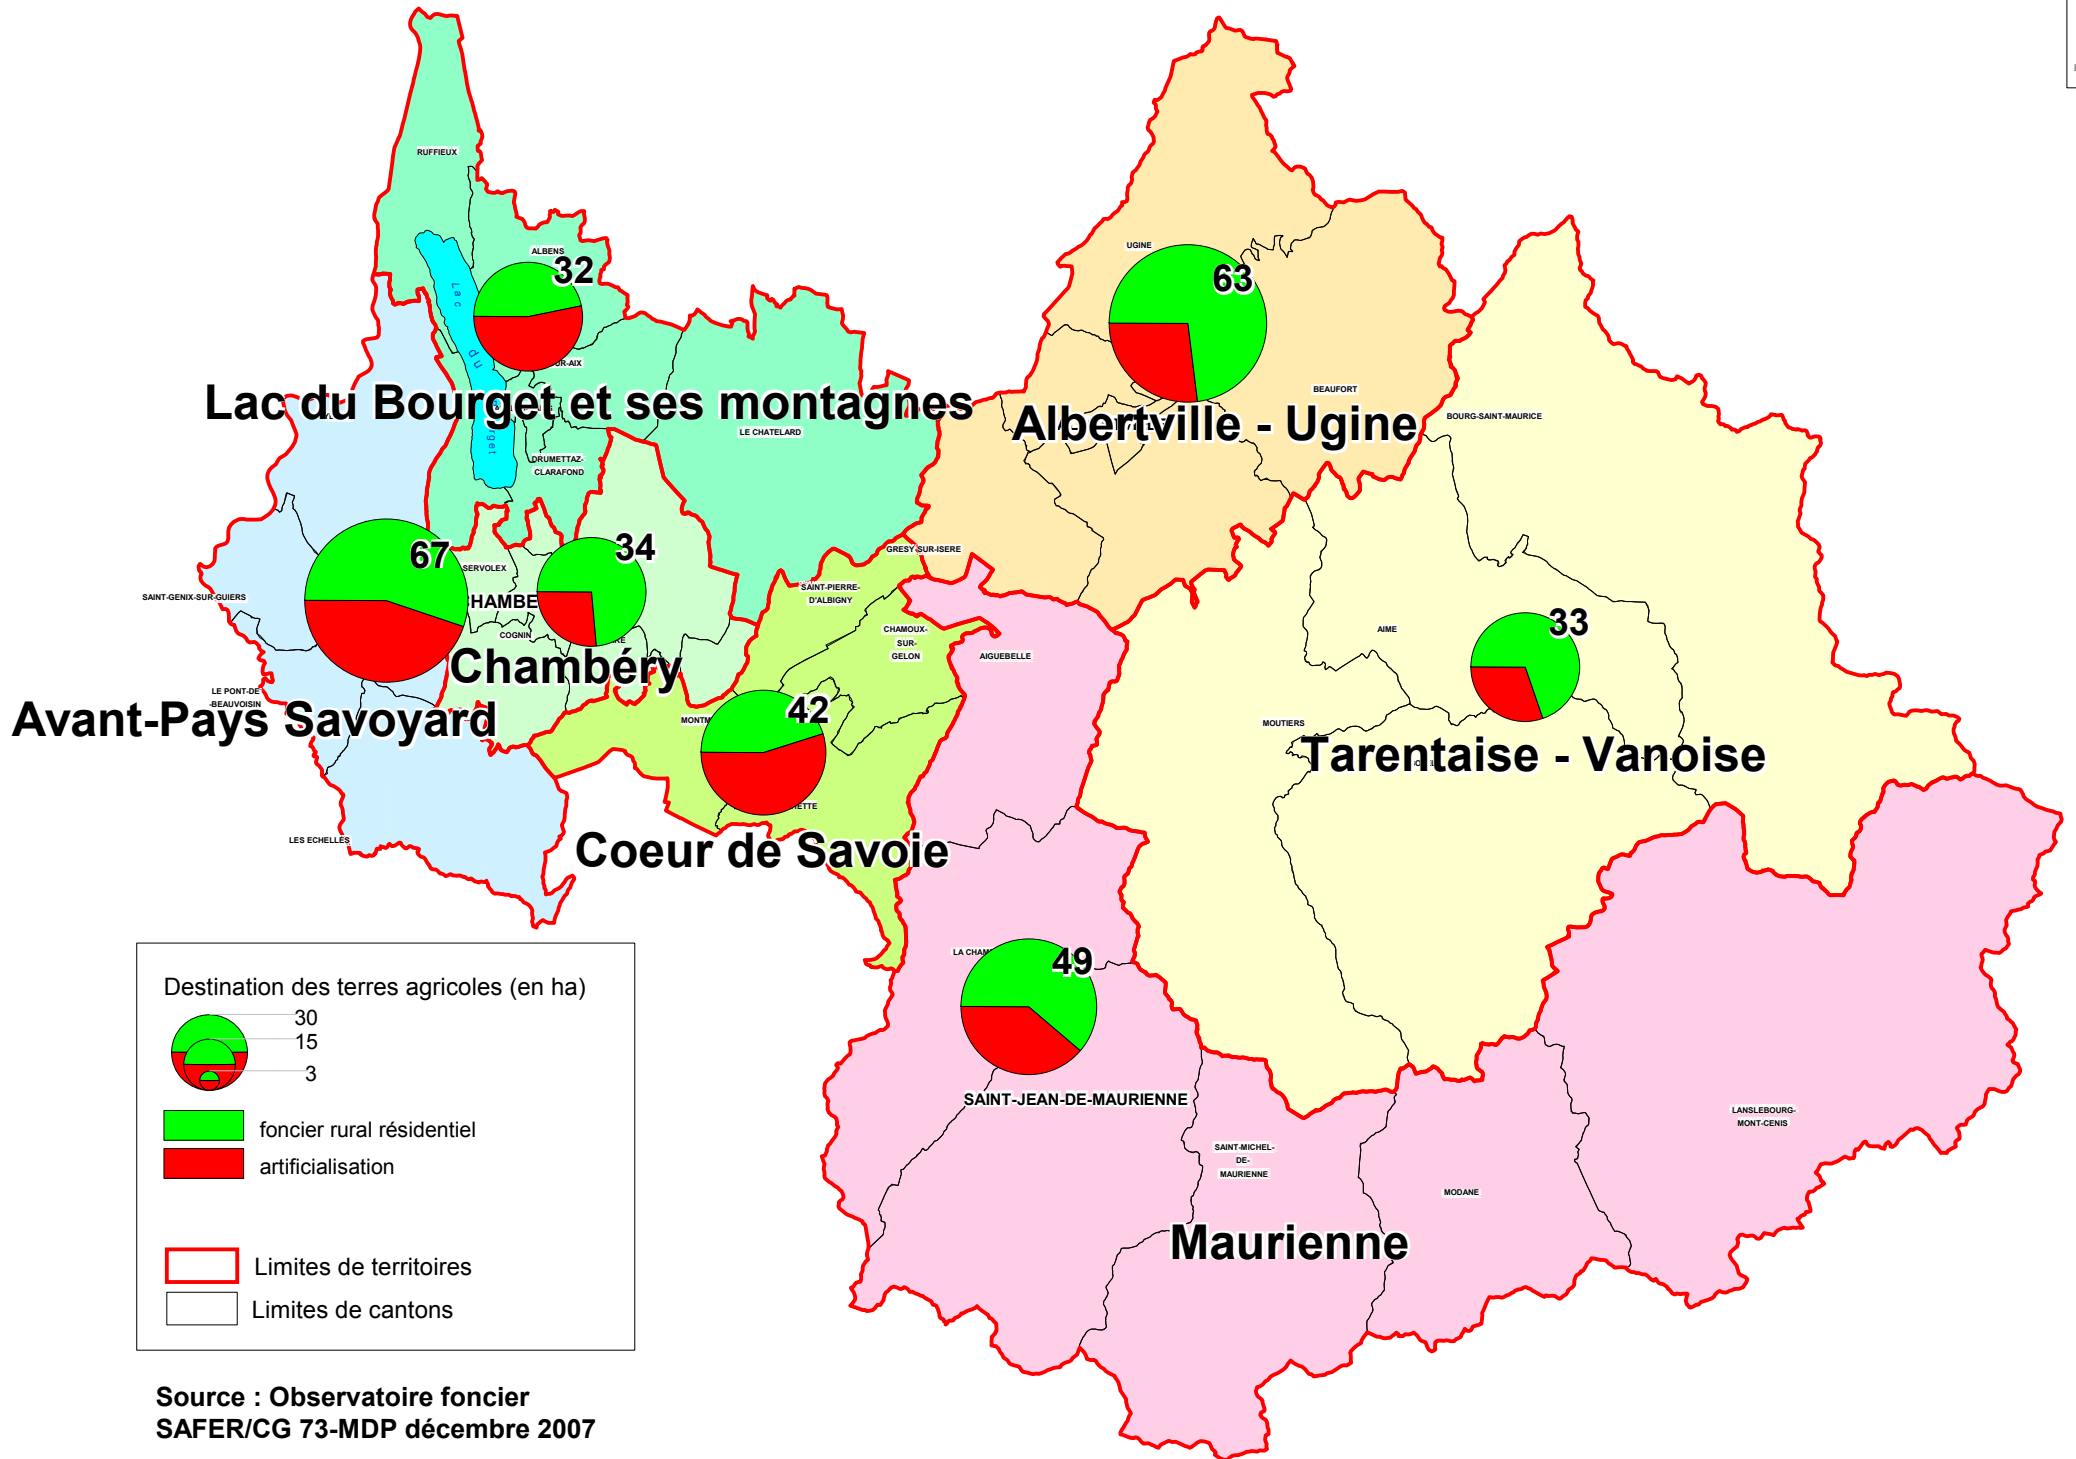 RUFFIEUX
ALBENS
32
Lac du
UGINE
63
BEAUFORT
BOURG-SAINT-MAURICE
Lac du Bourget et ses montagnes
LE CHATELARD
Albertville - Ugine
DRUMETTAZ-
CLARAFOND
67
34
SERVOLEX
GRESY-SUR-ISERE
SAINT-PIERRE-
D'ALBIGNY
SAINT-GENIX-SUR-GUIERS
COGNIN
CHAMOUX-
SUR-
GELON
AIGUEBELLE
AIME
33
Chambéry
LE PONT-DE
-BEAUVOISIN
Avant-Pays Savoyard
42
MOUTIERS
Tarentaise - Vanoise
LES ECHELLES
Coeur de Savoie
49
SAINT-JEAN-DE-MAURIENNE
LANSLEBOURG-
MONT-CENIS
SAINT-MICHEL-
DE-
MAURIENNE
MODANE
Maurienne
Destination des terres agricoles (en ha)
30
15
3
foncier rural résidentiel
artificialisation
Limites de territoires
Limites de cantons
Source : Observatoire foncier
SAFER/CG 73-MDP décembre 2007